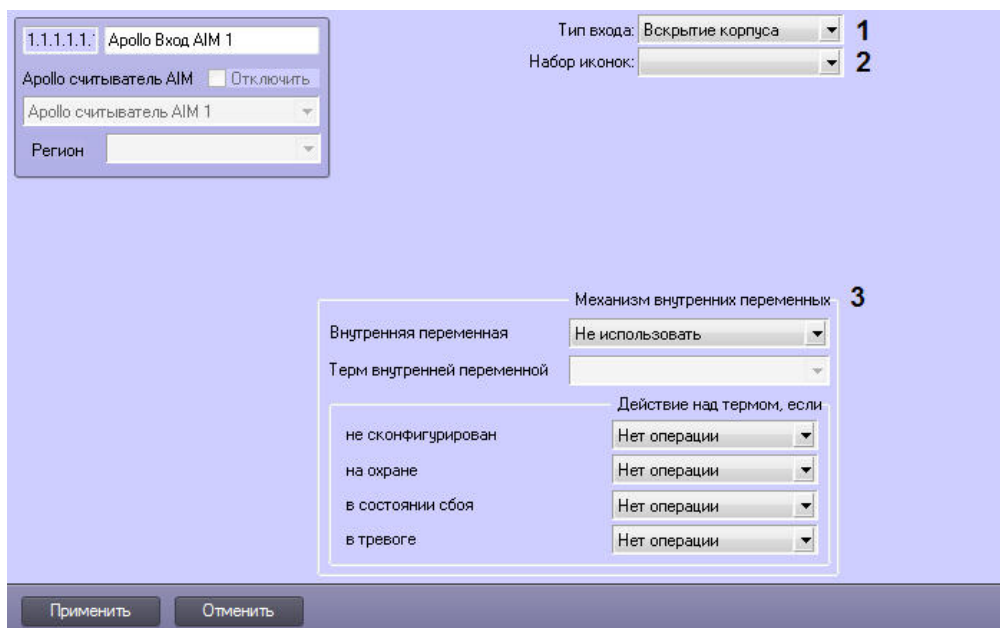 1.1.1.1.1. Apollo Вход AIM 1
Apollo считыватель AIM Отключить
Apollo считыватель AIM 1
Регион
Тип входа: Вскрытие корпуса 1
Набор иконок: 2
Механизм внутренних переменных 3
Внутренняя переменная Не использовать
Терм внутренней переменной
Действие над термом, если
не сконфигурирован Нет операции
на охране Нет операции
в состоянии сбоя Нет операции
в тревоге Нет операции
Применить Отменить